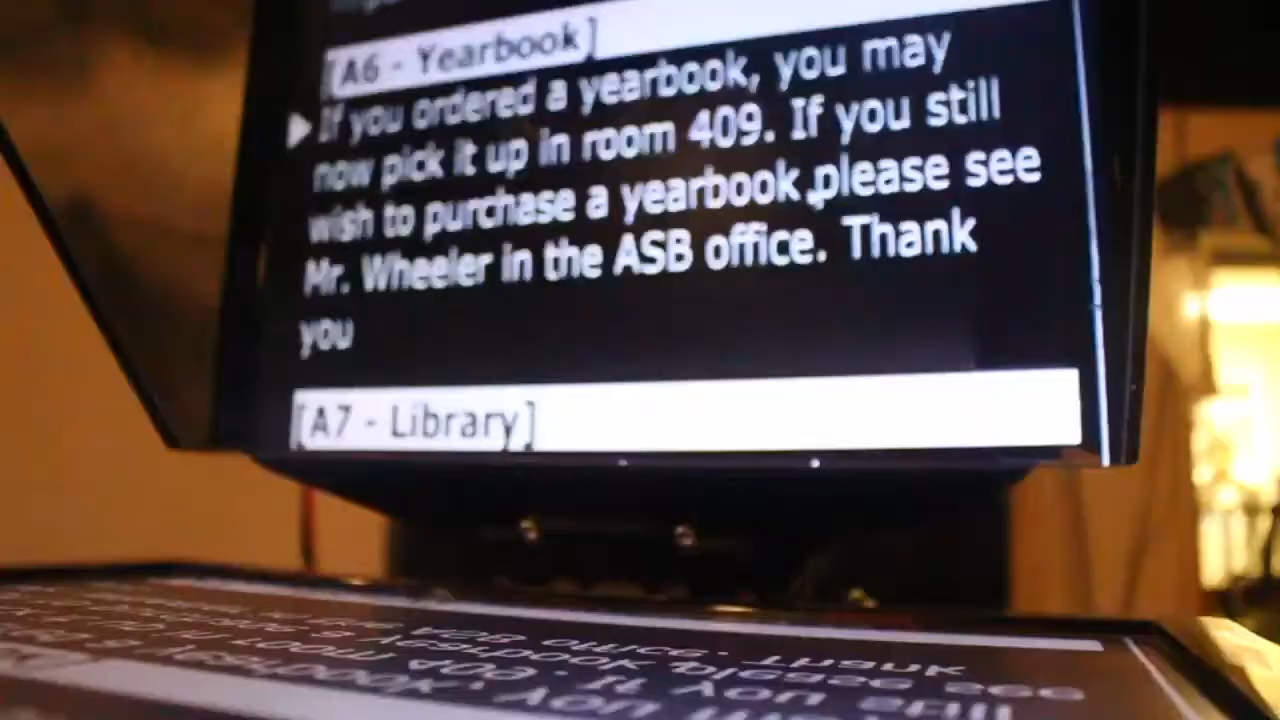 [A6 - Yearbook]
If you ordered a yearbook, you may
now pick it up in room 409. If you still
wish to purchase a yearbook,please see
Mr. Wheeler in the ASB office. Thank
you
[A7 - Library]